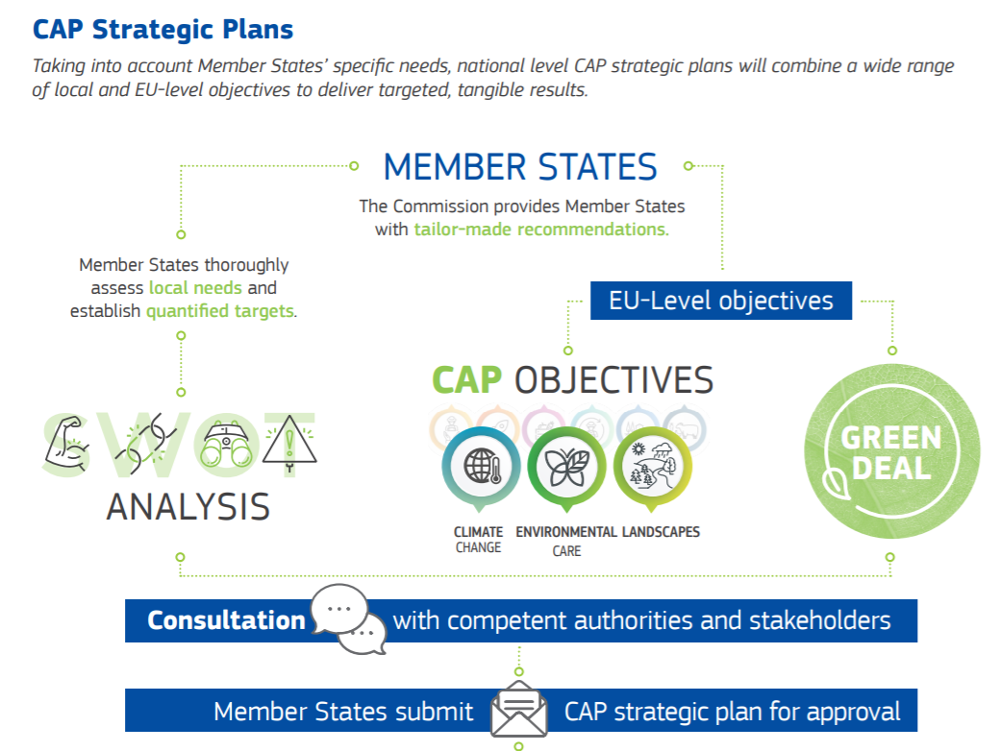 CAP Strategic Plans
Taking into account Member States’ specific needs, national level CAP strategic plans will combine a wide range
of local and EU-level objectives to deliver targeted, tangible results.
MEMBER STATES
The Commission provides Member States
with tailor-made recommendations.
Member States thoroughly
assess local needs and
establish quantified targets.
SWOT
ANALYSIS
EU-Level objectives
CAP OBJECTIVES
CLIMATE
CHANGE
ENVIRONMENTAL
CARE
LANDSCAPES
GREEN
DEAL
Consultation with competent authorities and stakeholders
Member States submit CAP strategic plan for approval